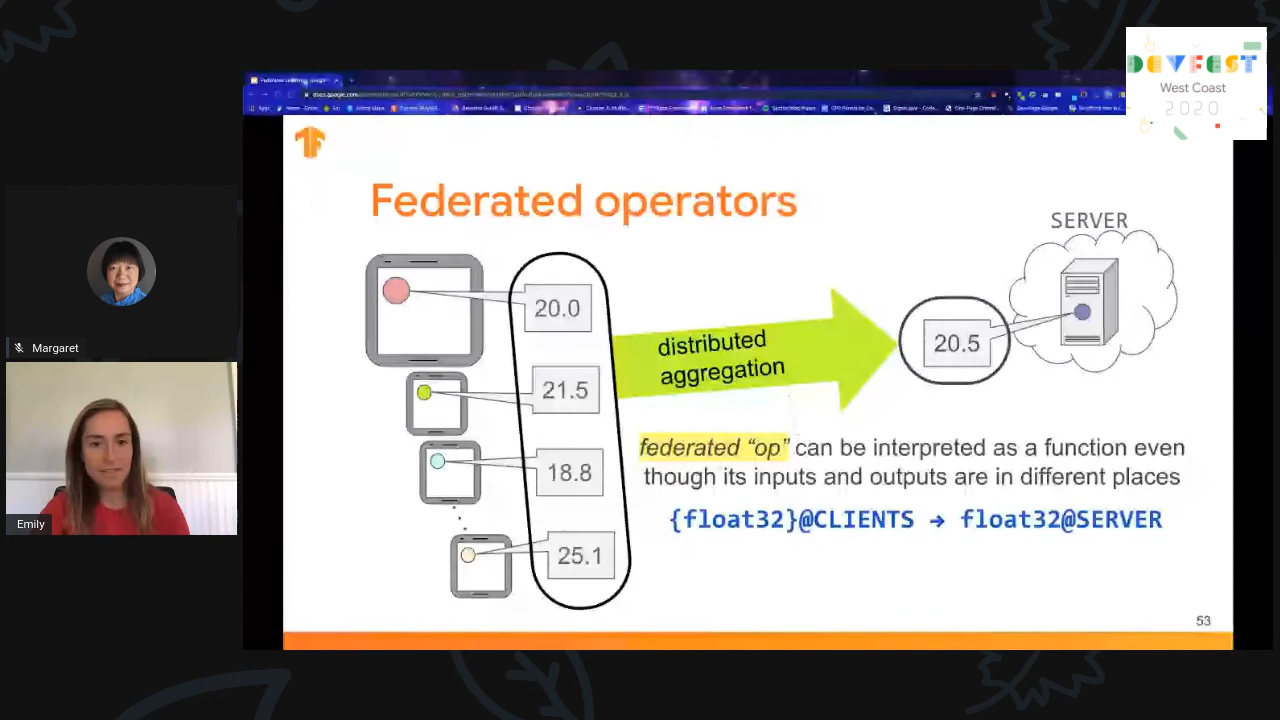 DEVFEST
West Coast
2020
Federated operators
SERVER
20.0
21.5
18.8
25.1
distributed
aggregation
20.5
federated “op” can be interpreted as a function even
though its inputs and outputs are in different places
{float32}@CLIENTS → float32@SERVER
53
Margaret
Emily